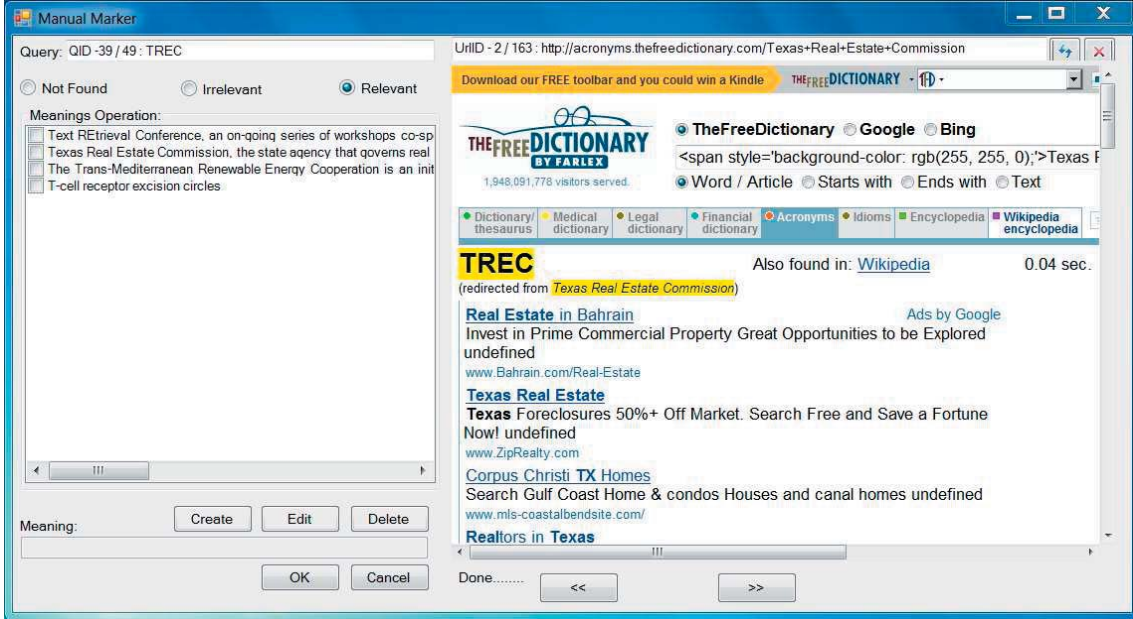 Manual Marker
Query: QID -39 / 49 : TREC
Not Found
Irrelevant
Relevant
Meanings Operation:
Text REtrieval Conference, an on-going series of workshops co-sp
Texas Real Estate Commission, the state agency that governs real
The Trans-Mediterranean Renewable Energy Cooperation is an init
T-cell receptor excision circles
Meaning:
Create
Edit
Delete
OK
Cancel
UrlID - 2 / 163 : http://acronyms.thefreedictionary.com/Texas+Real+Estate+Commission
Download our FREE toolbar and you could win a Kindle
THEFREEDICTIONARY
THEFREEDICTIONARY
BY FARLEX
1,948,091,778 visitors served.
TheFreeDictionary Google Bing
<span style='background-color: rgb(255, 255, 0);'>Texas
Word / Article Starts with Ends with Text
Dictionary/ thesaurus
Medical dictionary
Legal dictionary
Financial dictionary
Acronyms
Idioms
Encyclopedia
Wikipedia encyclopedia
TREC Also found in: Wikipedia 0.04 sec.
(redirected from Texas Real Estate Commission)
Real Estate in Bahrain Ads by Google
Invest in Prime Commercial Property Great Opportunities to be Explored
undefined
www.Bahrain.com/Real-Estate
Texas Real Estate
Texas Foreclosures 50%+ Off Market. Search Free and Save a Fortune
Now! undefined
www.ZipRealty.com
Corpus Christi TX Homes
Search Gulf Coast Home & condos Houses and canal homes undefined
www.mls-coastalbendsite.com/
Realtors in Texas
Done........
<<
>>